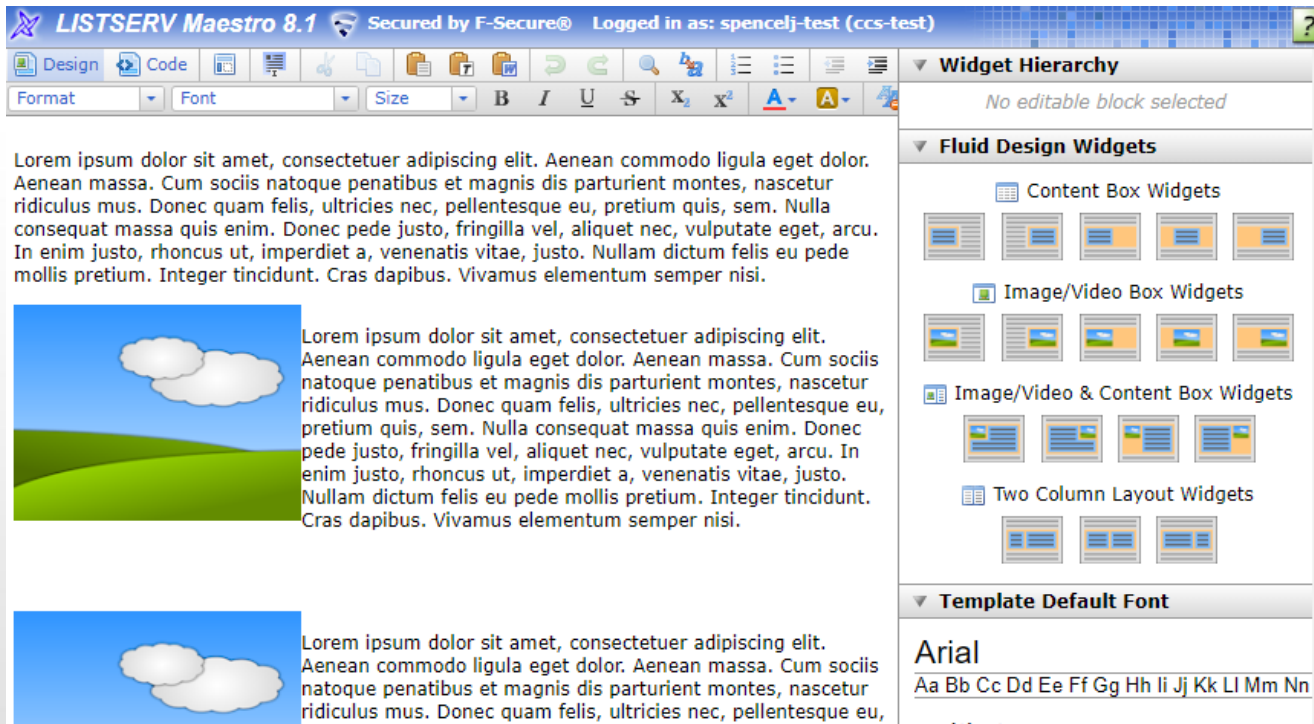 LISTSERV Maestro 8.1 Secured by F-Secure® Logged in as: spencelj-test (ccs-test) ?
Design Code
Format Font Size B I U S X₂ X² A A
Lorem ipsum dolor sit amet, consectetuer adipiscing elit. Aenean commodo ligula eget dolor.
Aenean massa. Cum sociis natoque penatibus et magnis dis parturient montes, nascetur
ridiculus mus. Donec quam felis, ultricies nec, pellentesque eu, pretium quis, sem. Nulla
consequat massa quis enim. Donec pede justo, fringilla vel, aliquet nec, vulputate eget, arcu.
In enim justo, rhoncus ut, imperdiet a, venenatis vitae, justo. Nullam dictum felis eu pede
mollis pretium. Integer tincidunt. Cras dapibus. Vivamus elementum semper nisi.
Lorem ipsum dolor sit amet, consectetuer adipiscing elit.
Aenean commodo ligula eget dolor. Aenean massa. Cum sociis
natoque penatibus et magnis dis parturient montes, nascetur
ridiculus mus. Donec quam felis, ultricies nec, pellentesque eu,
pretium quis, sem. Nulla consequat massa quis enim. Donec
pede justo, fringilla vel, aliquet nec, vulputate eget, arcu. In
enim justo, rhoncus ut, imperdiet a, venenatis vitae, justo.
Nullam dictum felis eu pede mollis pretium. Integer tincidunt.
Cras dapibus. Vivamus elementum semper nisi.
Lorem ipsum dolor sit amet, consectetuer adipiscing elit.
Aenean commodo ligula eget dolor. Aenean massa. Cum sociis
natoque penatibus et magnis dis parturient montes, nascetur
ridiculus mus. Donec quam felis, ultricies nec, pellentesque eu,
Widget Hierarchy
No editable block selected
Fluid Design Widgets
Content Box Widgets
Image/Video Box Widgets
Image/Video & Content Box Widgets
Two Column Layout Widgets
Template Default Font
Arial
Aa Bb Cc Dd Ee Ff Gg Hh Ii Jj Kk Ll Mm Nn